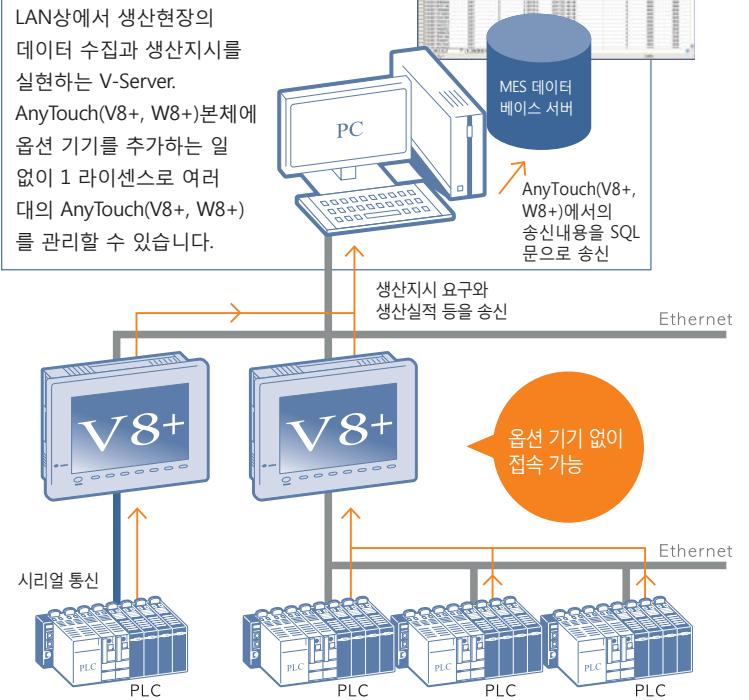 LAN상에서 생산현장의
데이터 수집과 생산지시를
실현하는 V-Server.
AnyTouch(V8+, W8+)본체에
옵션 기기를 추가하는 일
없이 1 라이센스로 여러
대의 AnyTouch(V8+, W8+)
를 관리할 수 있습니다.
PC
MES 데이터
베이스 서버
AnyTouch(V8+,
W8+)에서의
송신내용을 SQL
문으로 송신
생산지시 요구와
생산실적 등을 송신
Ethernet
V8+
V8+
옵션 기기 없이
접속 가능
Ethernet
시리얼 통신
PLC
PLC
PLC
PLC
PLC
PLC
PLC
PLC